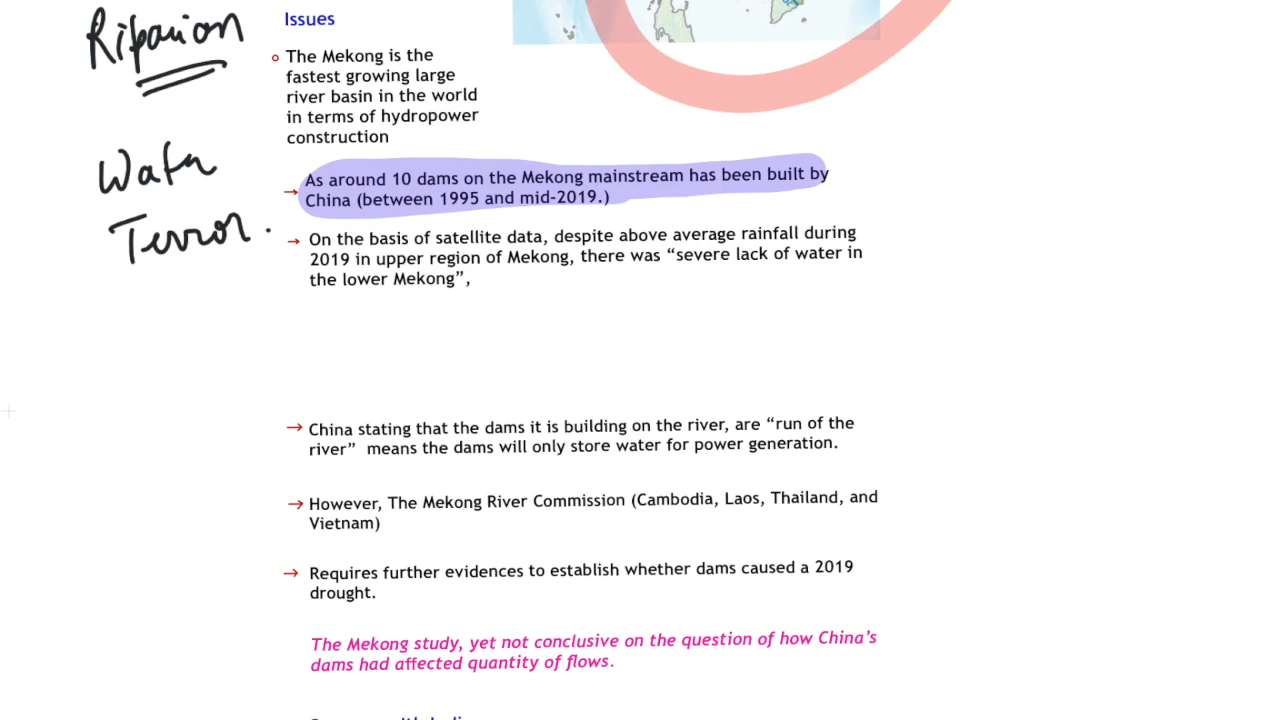 Riparion
Issues
The Mekong is the
fastest growing large
river basin in the world
in terms of hydropower
construction
Water
Terror.
→ As around 10 dams on the Mekong mainstream has been built by
China (between 1995 and mid-2019.)
→ On the basis of satellite data, despite above average rainfall during
2019 in upper region of Mekong, there was “severe lack of water in
the lower Mekong”,
→ China stating that the dams it is building on the river, are “run of the
river” means the dams will only store water for power generation.
→ However, The Mekong River Commission (Cambodia, Laos, Thailand, and
Vietnam)
→ Requires further evidences to establish whether dams caused a 2019
drought.
The Mekong study, yet not conclusive on the question of how China’s
dams had affected quantity of flows.